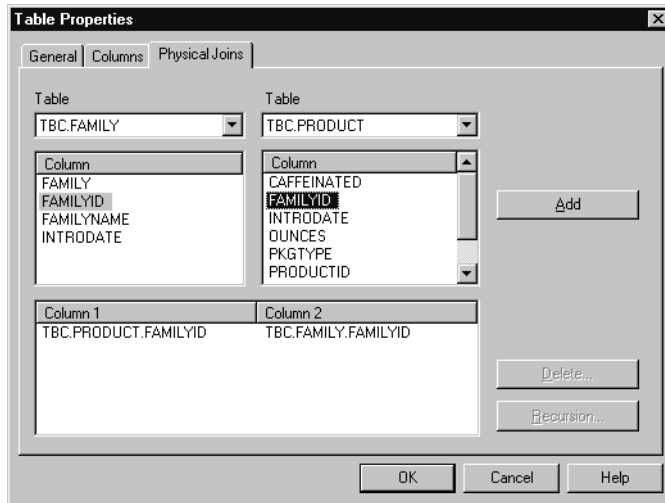 Table Properties
General Columns Physical Joins
Table Table
TBC.FAMILY TBC.PRODUCT
Column
FAMILY
FAMILYID
FAMILYNAME
INTRODATE
Column
CAFFEINATED
FAMILYID
INTRODATE
OUNCES
PKGTYPE
PRODUCTID
Add
Column 1 Column 2
TBC.PRODUCT.FAMILYID TBC.FAMILY.FAMILYID
Delete...
Recursion...
OK Cancel Help